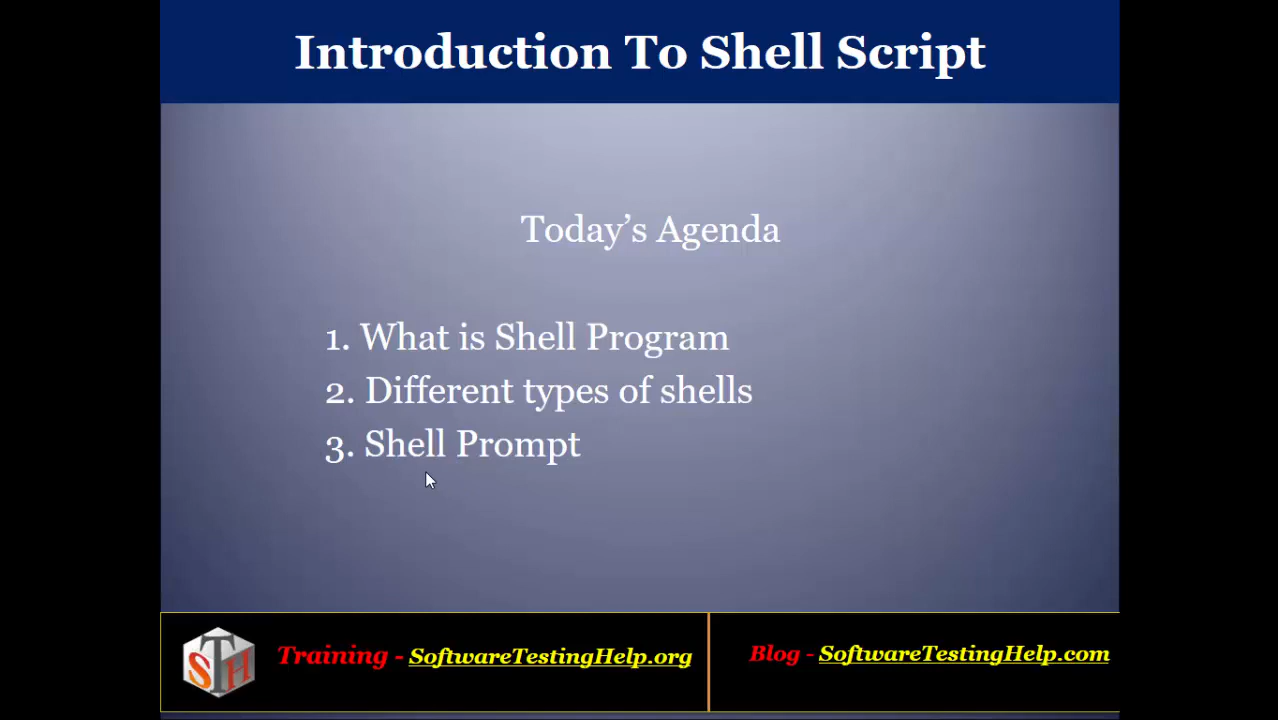 Introduction To Shell Script
Today’s Agenda
1. What is Shell Program
2. Different types of shells
3. Shell Prompt
STH
Training - SoftwareTestingHelp.org
Blog - SoftwareTestingHelp.com